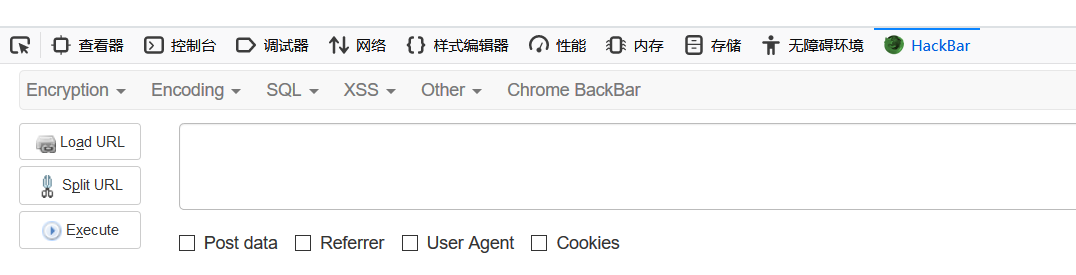 查看器 控制台 调试器 网络 样式编辑器 性能 内存 存储 无障碍环境 HackBar
Encryption Encoding SQL XSS Other Chrome BackBar
Load URL
Split URL
Execute
Post data Referrer User Agent Cookies